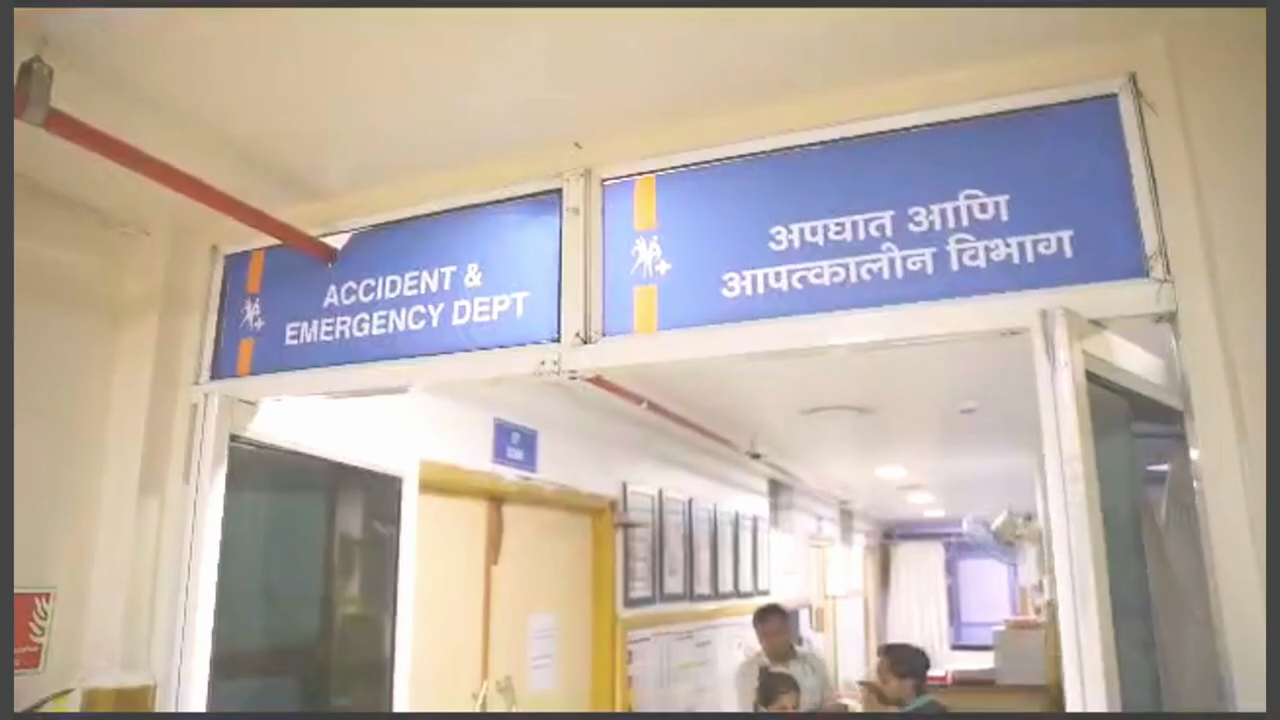 ACCIDENT &
EMERGENCY DEPT
अपघात आणि
आपत्कालीन विभाग